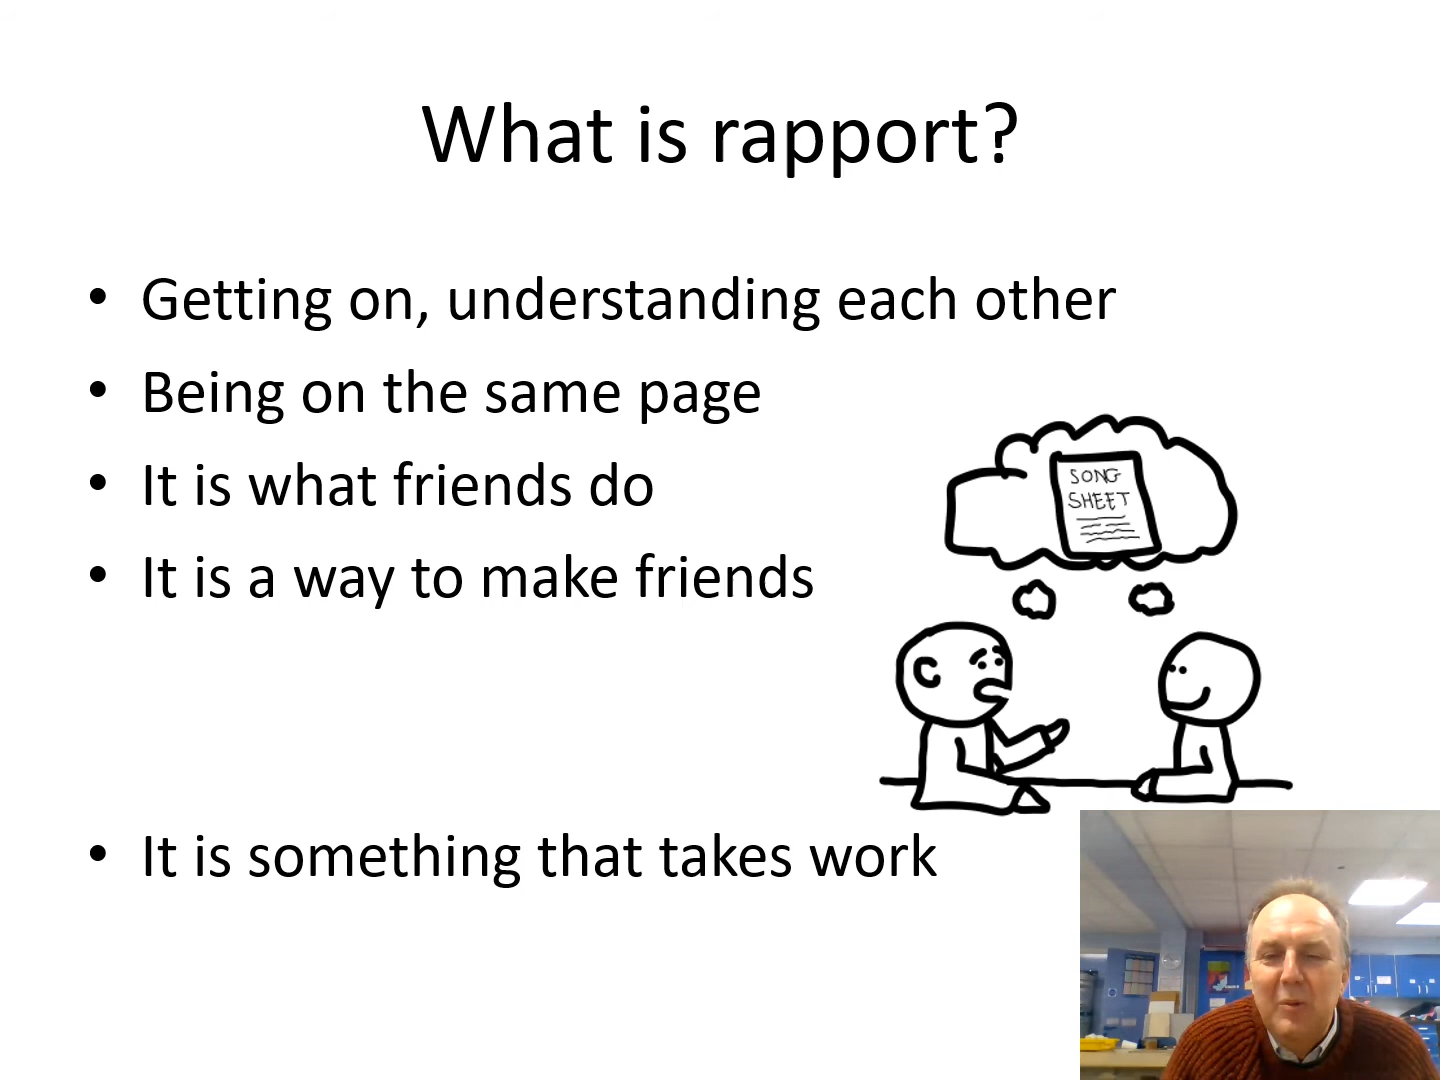 What is rapport?
• Getting on, understanding each other
• Being on the same page
• It is what friends do
• It is a way to make friends
SONG
SHEET
• It is something that takes work